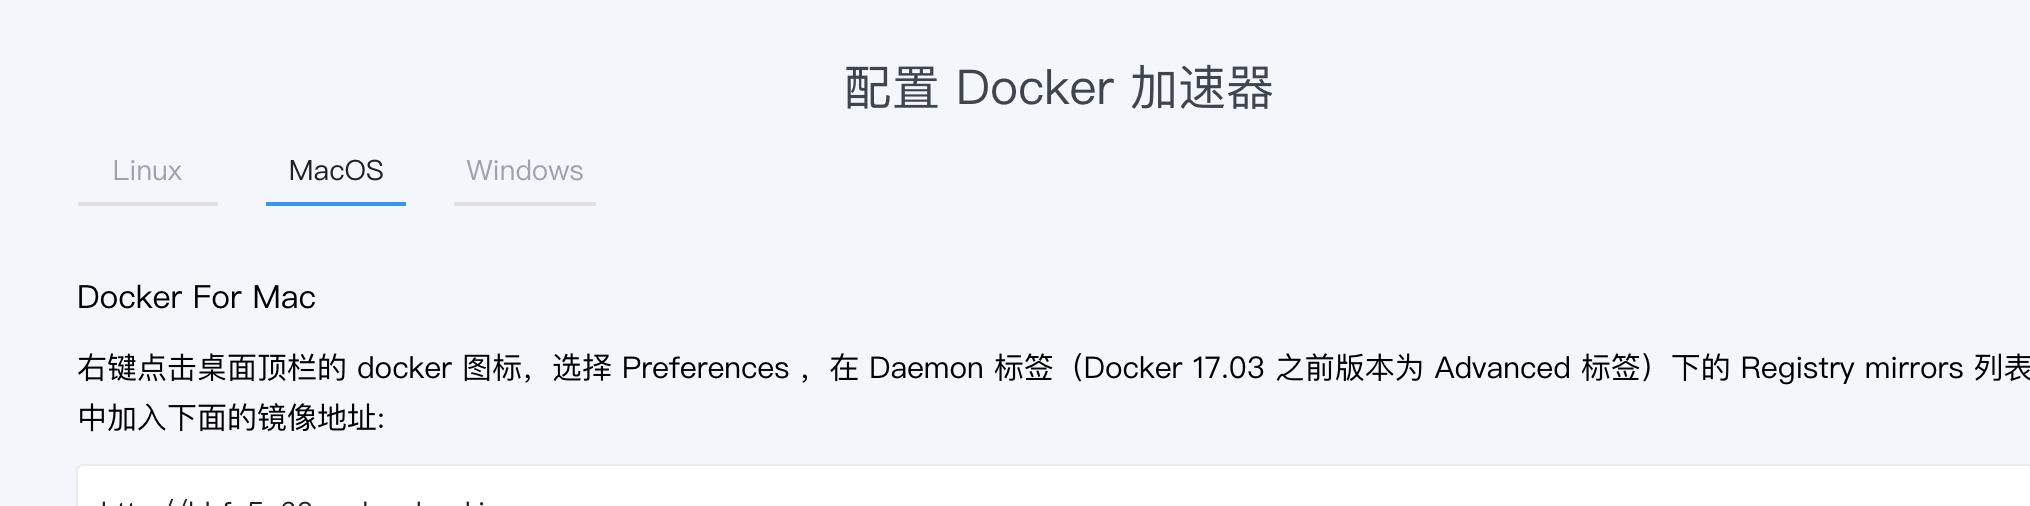 配置 Docker 加速器
Linux
MacOS
Windows
Docker For Mac
右键点击桌面顶栏的 docker 图标，选择 Preferences ，在 Daemon 标签（Docker 17.03 之前版本为 Advanced 标签）下的 Registry mirrors 列表
中加入下面的镜像地址: